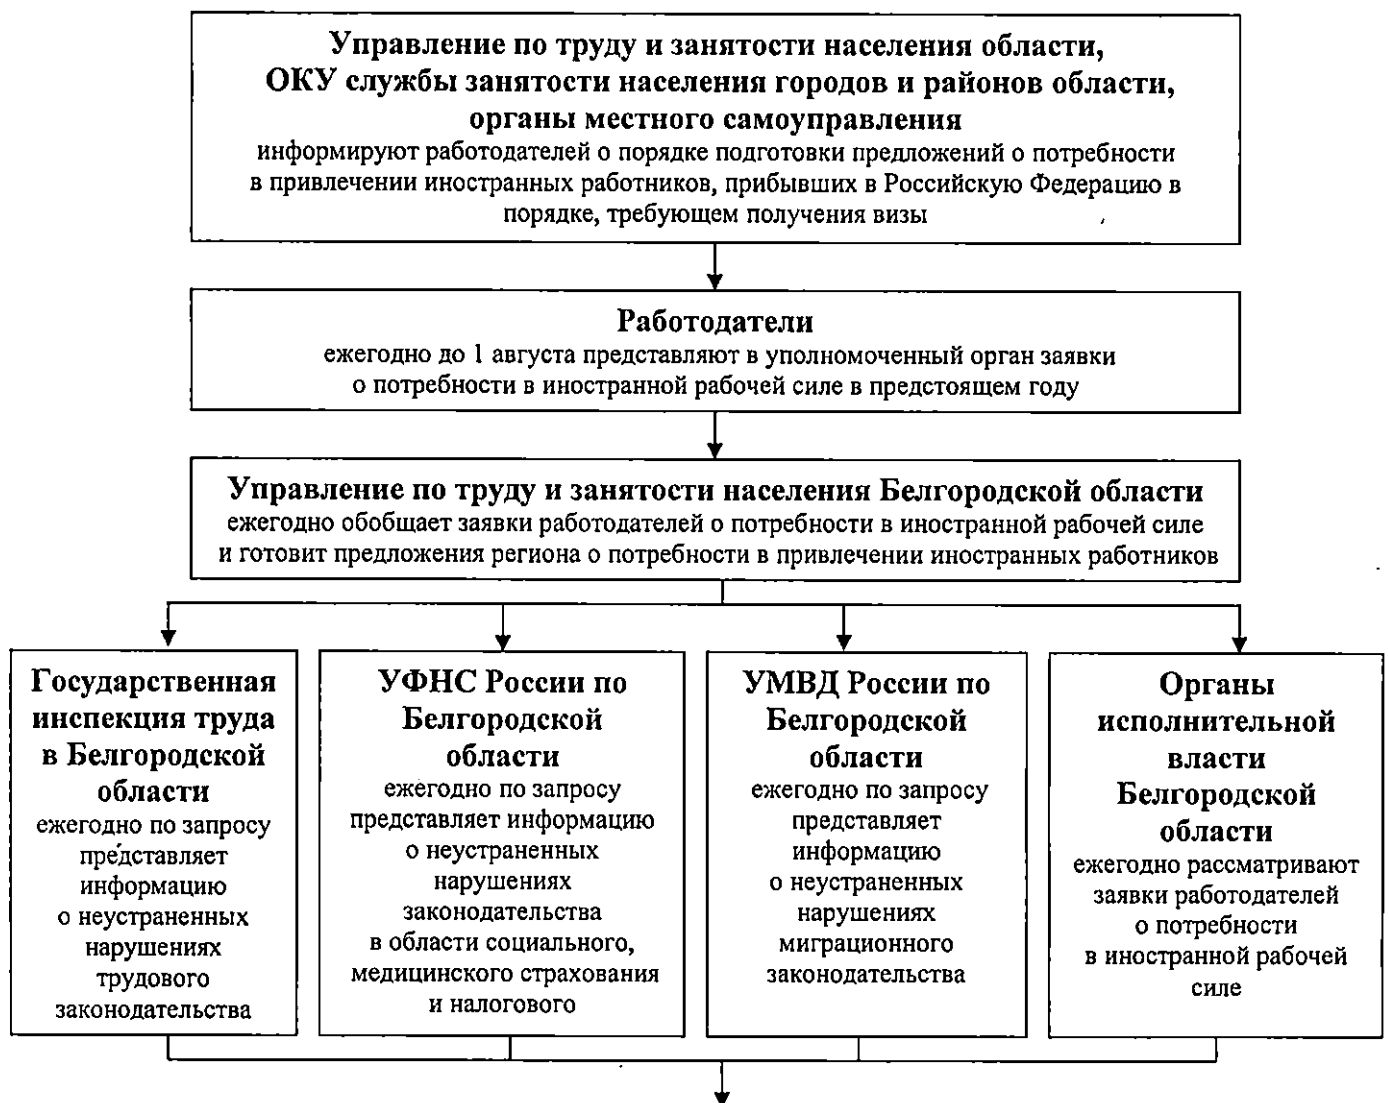 Управление по труду и занятости населения области,
ОКУ службы занятости населения городов и районов области,
органы местного самоуправления
информируют работодателей о порядке подготовки предложений о потребности
в привлечении иностранных работников, прибывших в Российскую Федерацию в
порядке, требующем получения визы
Работодатели
ежегодно до 1 августа представляют в уполномоченный орган заявки
о потребности в иностранной рабочей силе в предстоящем году
Управление по труду и занятости населения Белгородской области
ежегодно обобщает заявки работодателей о потребности в иностранной рабочей силе
и готовит предложения региона о потребности в привлечении иностранных работников
Государственная
инспекция труда
в Белгородской
области
ежегодно по запросу
представляет
информацию
о неустраненных
нарушениях
трудового
законодательства
УФНС России по
Белгородской
области
ежегодно по запросу
представляет информацию
о неустраненных
нарушениях
законодательства
в области социального,
медицинского страхования
и налогового
УМВД России по
Белгородской
области
ежегодно по запросу
представляет
информацию
о неустраненных
нарушениях
миграционного
законодательства
Органы
исполнительной
власти
Белгородской
области
ежегодно рассматривают
заявки работодателей
о потребности
в иностранной рабочей
силе